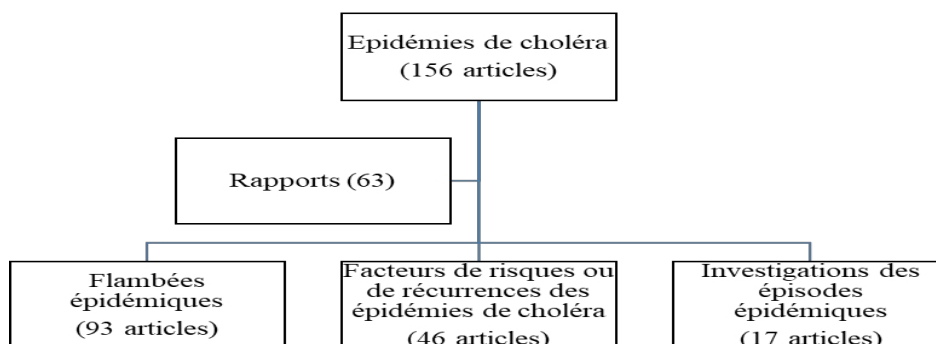 Epidémies de choléra
(156 articles)
Rapports (63)
Flambées
épidémiques
(93 articles)
Facteurs de risques ou
de récurrences des
épidémies de choléra
(46 articles)
Investigations des
épisodes
épidémiques
(17 articles)